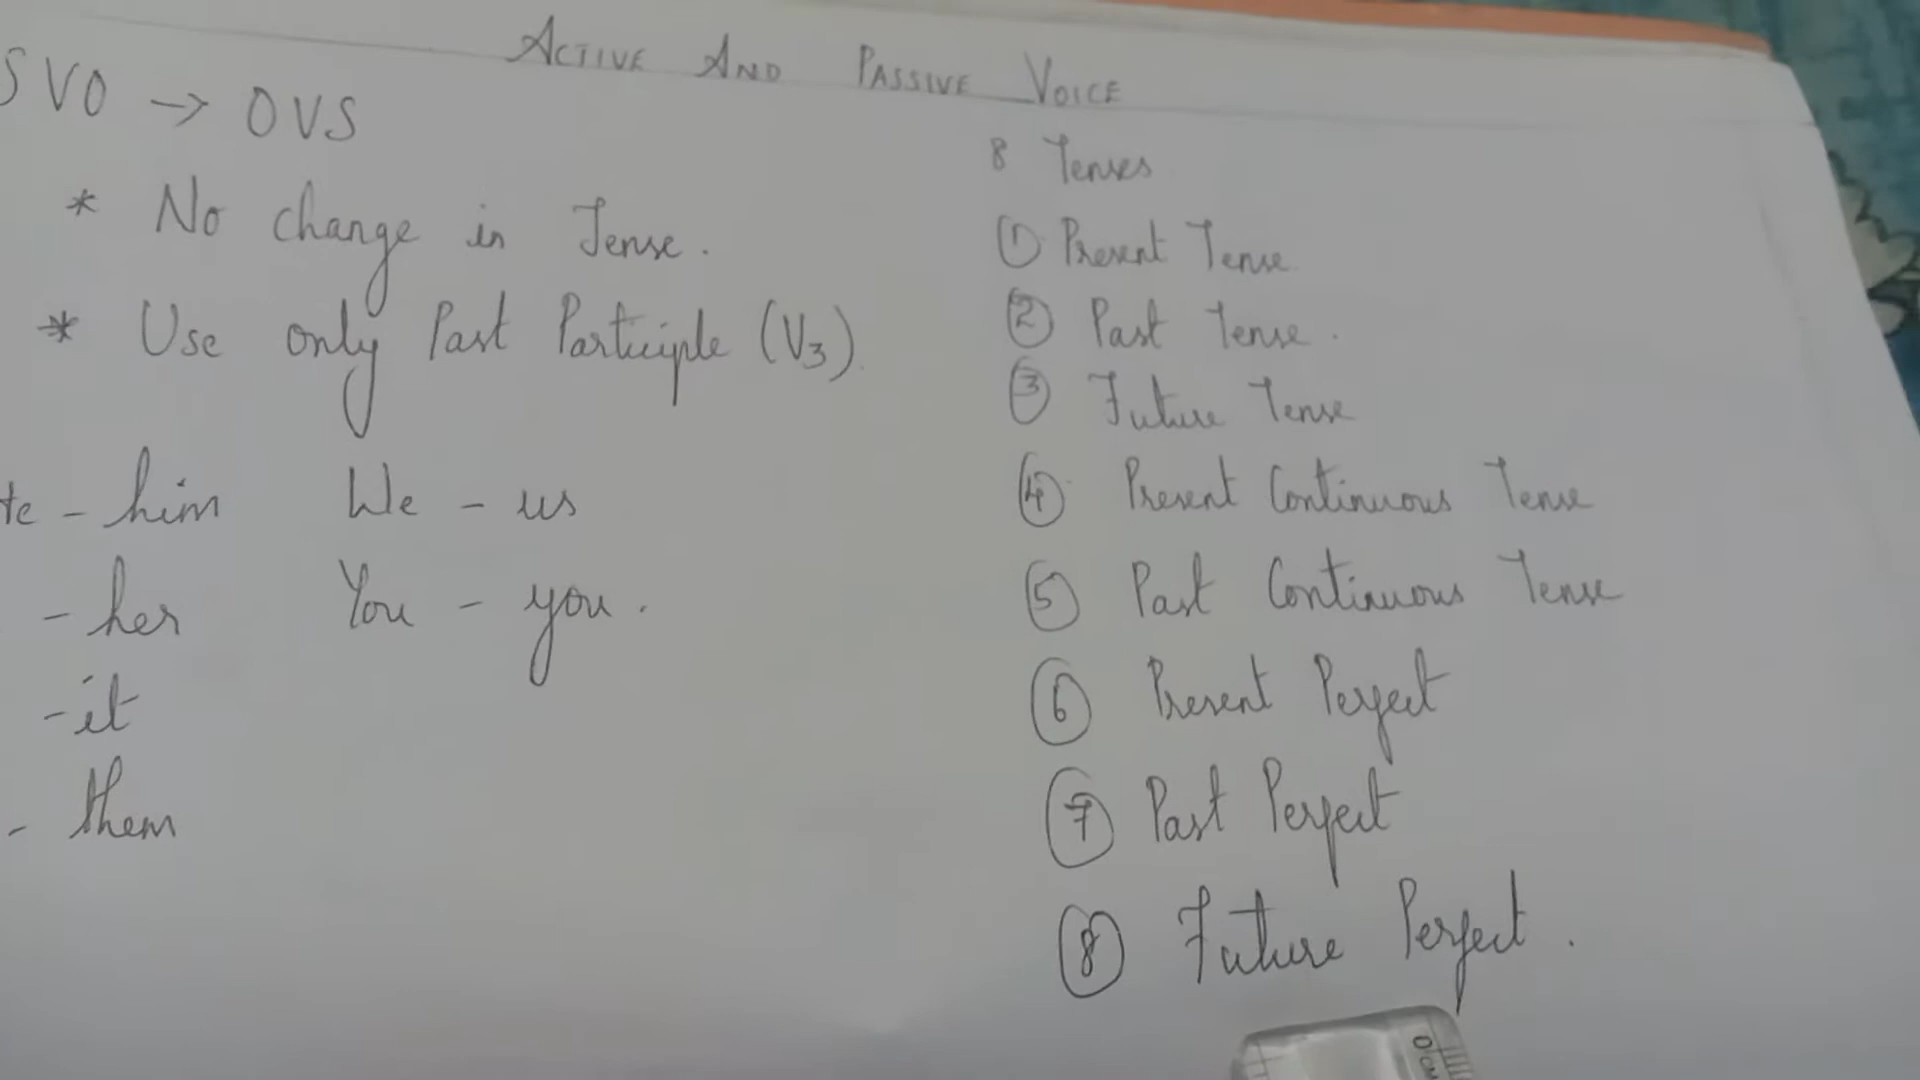 ACTIVE AND PASSIVE VOICE
SVO → OVS
* No change in Tense.
* Use only Past Participle (V3).
- him We - us
- her You - you.
- it
- them
8 Tenses
① Present Tense
② Past Tense.
③ Future Tense
④ Present Continuous Tense
⑤ Past Continuous Tense
⑥ Present Perfect
⑦ Past Perfect
⑧ Future Perfect.
0 CM